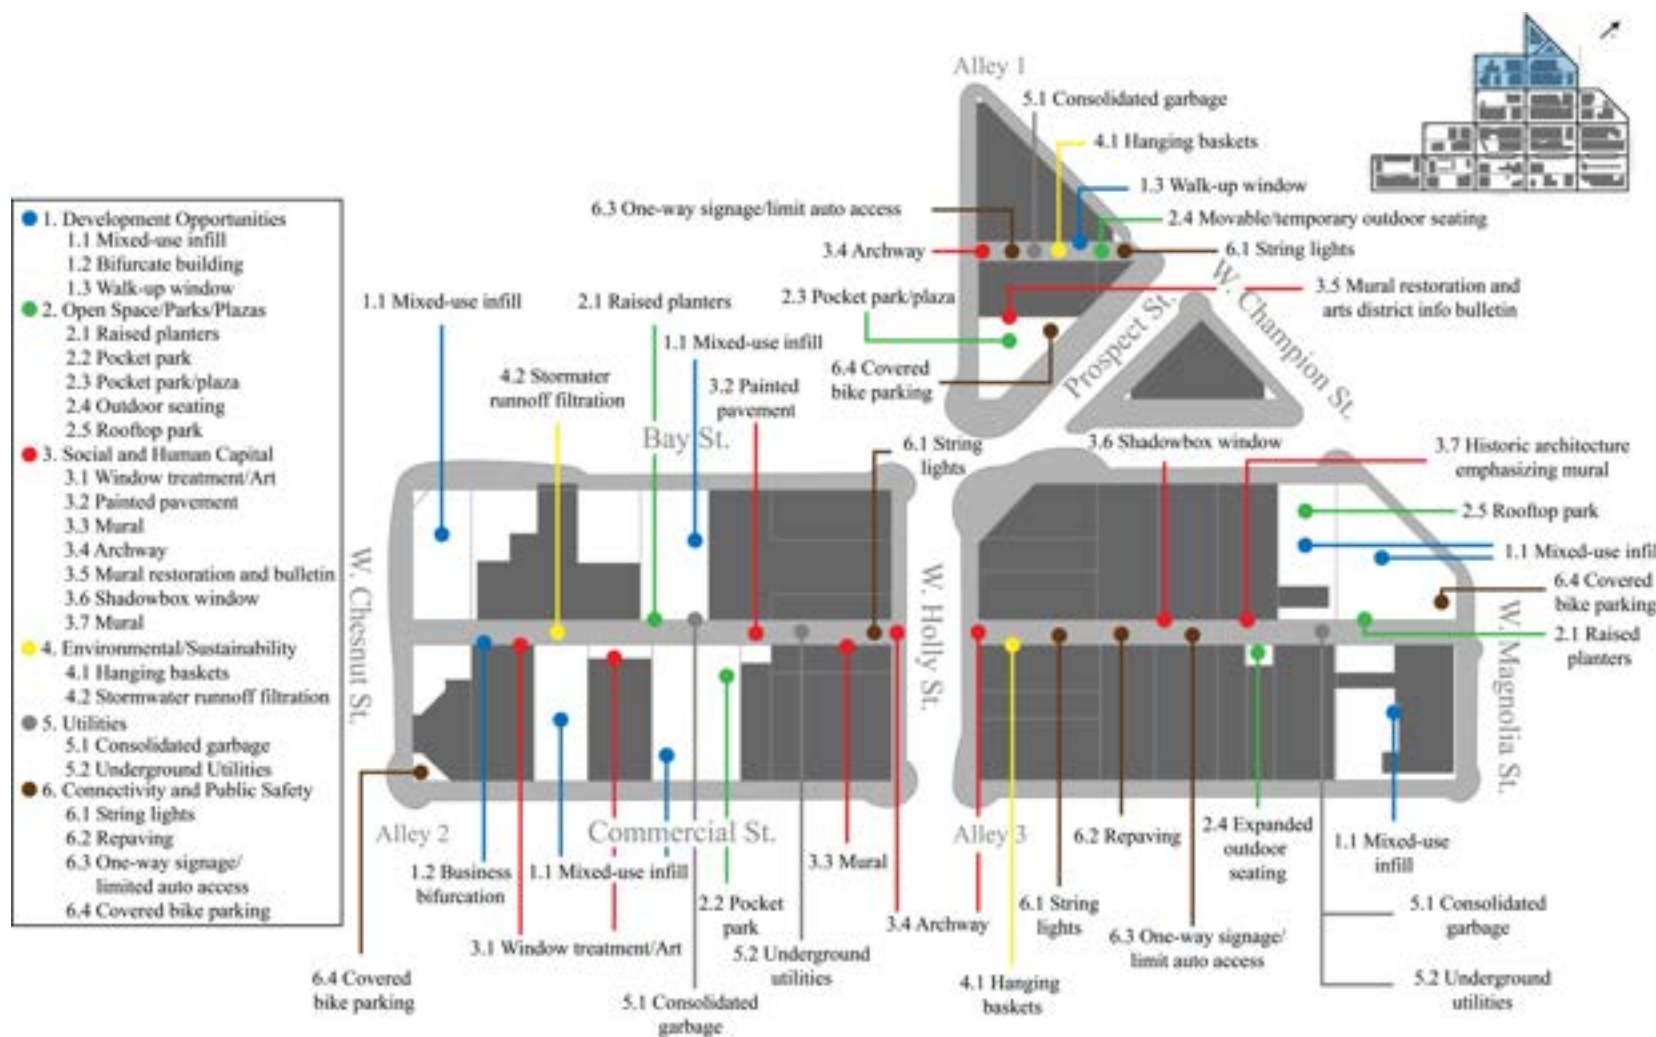 Alley 1
5.1 Consolidated garbage
4.1 Hanging baskets
1.3 Walk-up window
6.3 One-way signage/limit auto access
2.4 Movable/temporary outdoor seating
3.4 Archway
6.1 String lights
W. Champion St.
Prospect St.
2.3 Pocket park/plaza
3.5 Mural restoration and
arts district info bulletin
6.4 Covered
bike parking
1. Development Opportunities
1.1 Mixed-use infill
1.2 Bifurcate building
1.3 Walk-up window
2. Open Space/Parks/Plazas
2.1 Raised planters
2.2 Pocket park
2.3 Pocket park/plaza
2.4 Outdoor seating
2.5 Rooftop park
3. Social and Human Capital
3.1 Window treatment/Art
3.2 Painted pavement
3.3 Mural
3.4 Archway
3.5 Mural restoration and bulletin
3.6 Shadowbox window
3.7 Mural
4. Environmental/Sustainability
4.1 Hanging baskets
4.2 Stormwater runoff filtration
5. Utilities
5.1 Consolidated garbage
5.2 Underground Utilities
6. Connectivity and Public Safety
6.1 String lights
6.2 Repaving
6.3 One-way signage/
limited auto access
6.4 Covered bike parking
1.1 Mixed-use infill
2.1 Raised planters
1.1 Mixed-use infill
4.2 Stormater
runoff filtration
3.2 Painted
pavement
Bay St.
6.1 String
lights
W. Chesnut St.
W. Holly St.
Alley 2
Commercial St.
1.2 Business
bifurcation
1.1 Mixed-use infill
3.3 Mural
2.2 Pocket
park
3.1 Window treatment/Art
5.2 Underground
utilities
6.4 Covered
bike parking
5.1 Consolidated
garbage
3.6 Shadowbox window
3.7 Historic architecture
emphasizing mural
2.5 Rooftop park
1.1 Mixed-use infil
6.4 Covered
bike parking
2.1 Raised
planters
W. Magnolia St.
Alley 3
6.2 Repaving
2.4 Expanded
outdoor
seating
1.1 Mixed-use
infill
3.4 Archway
6.1 String
lights
6.3 One-way signage/
limit auto access
5.1 Consolidated
garbage
4.1 Hanging
baskets
5.2 Underground
utilities